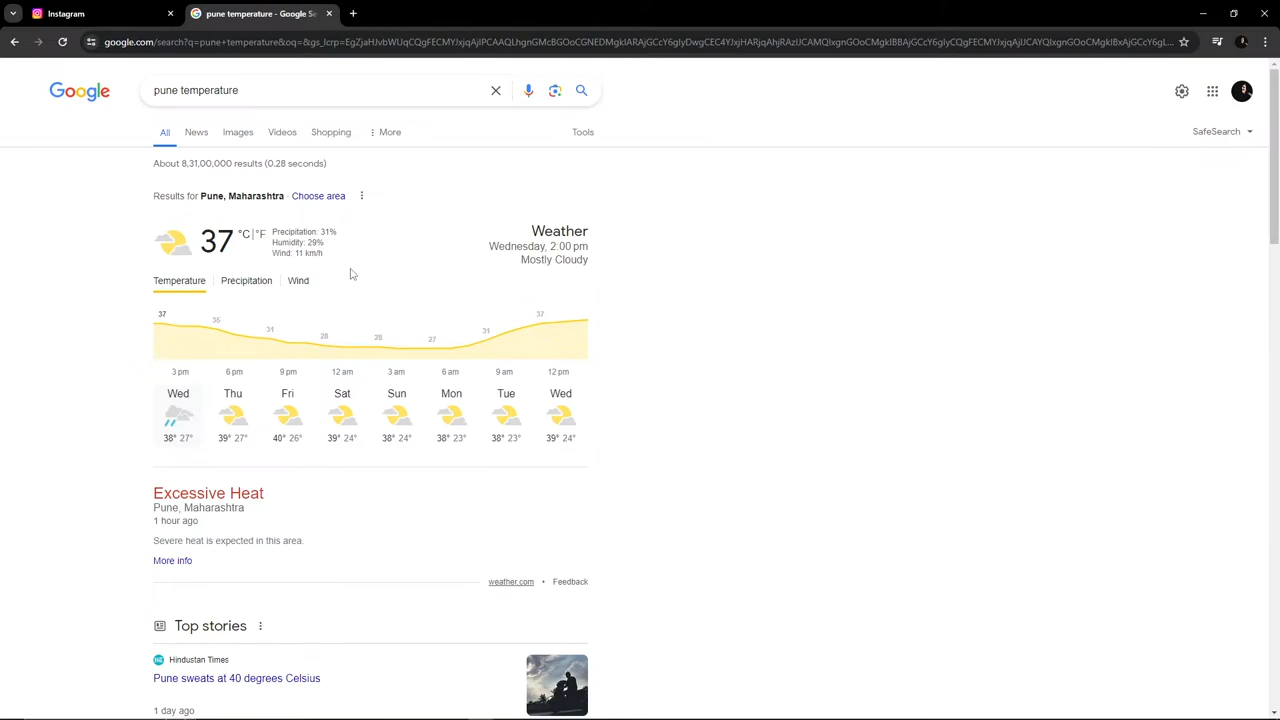 Instagram
pune temperature - Google Se
google.com/search?q=pune+temperature&oq=&gs_lcrp=
Google
pune temperature
All News Images Videos Shopping More Tools
SafeSearch
About 8,31,00,000 results (0.28 seconds)
Results for Pune, Maharashtra · Choose area
37 °C|°F
Precipitation: 31%
Humidity: 29%
Wind: 11 km/h
Weather
Wednesday, 2:00 pm
Mostly Cloudy
Temperature Precipitation Wind
37 35 31 28 28 27 31 37
3 pm 6 pm 9 pm 12 am 3 am 6 am 9 am 12 pm
Wed Thu Fri Sat Sun Mon Tue Wed
38° 27° 39° 27° 40° 26° 39° 24° 38° 24° 38° 23° 38° 23° 39° 24°
Excessive Heat
Pune, Maharashtra
1 hour ago
Severe heat is expected in this area.
More info
weather.com • Feedback
Top stories
HT Hindustan Times
Pune sweats at 40 degrees Celsius
1 day ago